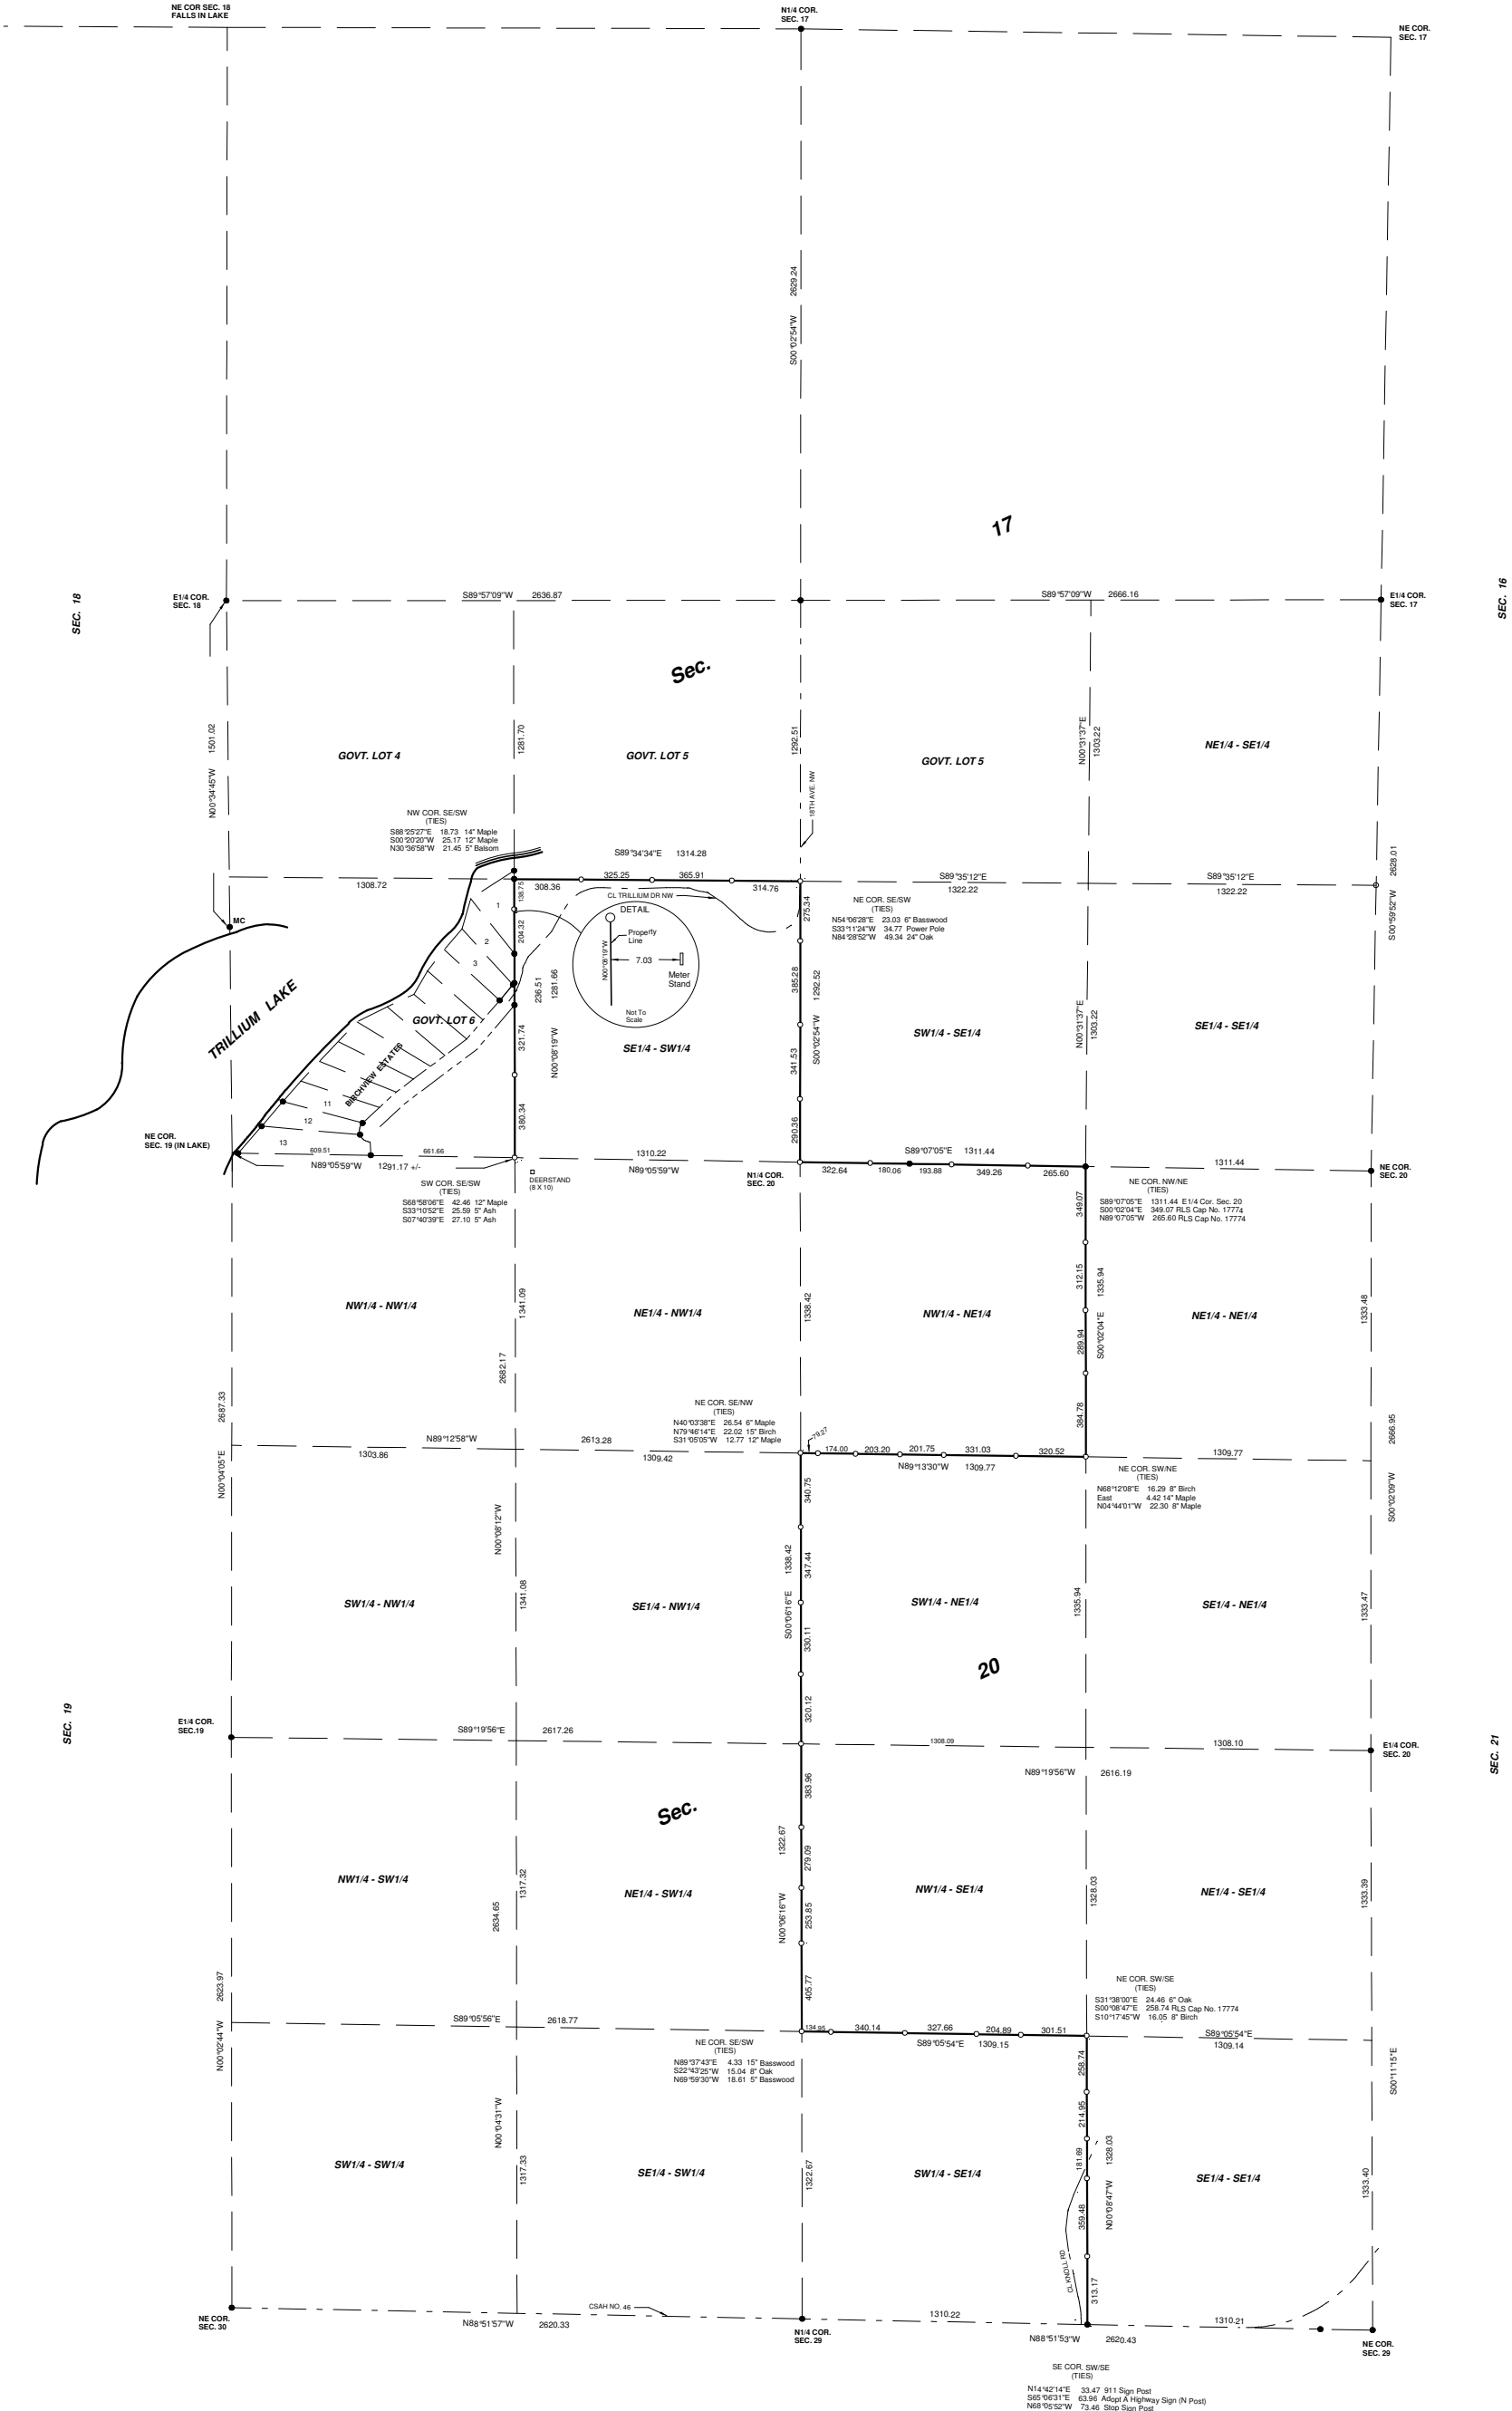 NE COR SEC. 18
FALLS IN LAKE
N1/4 COR.
SEC. 17
NE COR.
SEC. 17
2629.24
S00°02'54"W
17
SEC. 18
SEC. 16
E1/4 COR.
SEC. 18
S89°57'09"W 2636.87
S89°57'09"W 2666.16
E1/4 COR.
SEC. 17
Sec.
N00°34'45"W 1501.02
1281.70
1292.51
N00°31'37"E
1303.22
GOVT. LOT 4
GOVT. LOT 5
GOVT. LOT 5
NE1/4 - SE1/4
18TH AVE. NW
NW COR. SE/SW
(TIES)
S88°25'27"E 18.73 14" Maple
S00°20'20"W 25.17 12" Maple
N30°36'58"W 21.45 5" Balsom
S89°34'34"E 1314.28
2628.01
S00°59'52"W
1308.72
308.36
325.25
365.91
314.76
S89°35'12"E
1322.22
S89°35'12"E
1322.22
CL TRILLIUM DR NW
138.75
204.32
236.51
321.74
380.34
1281.66
N00°08'19"W
1
2
3
11
12
13
MC
DETAIL
Property
Line
N00°08'19"W
7.03
Meter
Stand
Not To
Scale
275.34
385.28
341.53
290.36
1292.52
S00°02'54"W
NE COR. SE/SW
(TIES)
N54°06'28"E 23.03 6" Basswood
S33°11'24"W 34.77 Power Pole
N84°28'52"W 49.34 24" Oak
TRILLIUM LAKE
GOVT. LOT 6
BIRCHVIEW ESTATES
SE1/4 - SW1/4
SW1/4 - SE1/4
N00°31'37"E
1303.22
SE1/4 - SE1/4
NE COR.
SEC. 19 (IN LAKE)
609.51
661.66
N89°05'59"W 1291.17 +/-
1310.22
N89°05'59"W
DEERSTAND
(8 X 10)
N1/4 COR.
SEC. 20
S89°07'05"E 1311.44
322.64
180.06
193.88
349.26
265.60
1311.44
NE COR.
SEC. 20
SW COR. SE/SW
(TIES)
S68°58'06"E 42.46 12" Maple
S33°10'52"E 25.59 5" Ash
S07°40'39"E 27.10 5" Ash
NE COR. NW/NE
(TIES)
S89°07'05"E 1311.44 E1/4 Cor. Sec. 20
S00°02'04"E 349.07 RLS Cap No. 17774
N89°07'05"W 265.60 RLS Cap No. 17774
349.07
312.15
289.94
384.78
1335.94
S00°02'04"E
NW1/4 - NW1/4
1341.09
NE1/4 - NW1/4
1338.42
NW1/4 - NE1/4
NE1/4 - NE1/4
1333.48
2687.33
N00°04'05"E
2682.17
N00°08'12"W
2666.95
S00°02'09"W
NE COR. SE/NW
(TIES)
N40°03'38"E 26.54 6" Maple
N79°46'14"E 22.02 15" Birch
S31°05'05"W 12.77 12" Maple
N89°12'58"W
1303.86
2613.28
1309.42
79.27
174.00
203.20
201.75
331.03
320.52
N89°13'30"W 1309.77
1309.77
NE COR. SW/NE
(TIES)
N68°12'08"E 16.29 8" Birch
East 4.42 14" Maple
N04°44'01"W 22.30 8" Maple
340.75
347.44
330.11
320.12
1338.42
S00°06'16"E
SW1/4 - NW1/4
1341.08
SE1/4 - NW1/4
SW1/4 - NE1/4
1335.94
SE1/4 - NE1/4
1333.47
20
SEC. 19
SEC. 21
E1/4 COR.
SEC.19
S89°19'56"E 2617.26
1308.09
1308.10
N89°19'56"W 2616.19
E1/4 COR.
SEC. 20
Sec.
383.96
279.09
253.85
405.77
1322.67
N00°06'16"W
NW1/4 - SW1/4
1317.32
NE1/4 - SW1/4
NW1/4 - SE1/4
1328.03
NE1/4 - SE1/4
1333.39
2623.97
N00°02'44"W
2634.65
N00°04'31"W
S89°05'56"E 2618.77
134.95
340.14
327.66
204.89
301.51
S89°05'54"E 1309.15
S89°05'54"E
1309.14
NE COR. SW/SE
(TIES)
S31°38'00"E 24.46 6" Oak
S00°08'47"E 258.74 RLS Cap No. 17774
S10°17'45"W 16.05 8" Birch
NE COR. SE/SW
(TIES)
N89°37'43"E 4.33 15" Basswood
S22°43'25"W 15.04 8" Oak
N69°59'30"W 18.61 5" Basswood
S00°11'15"E
258.74
214.95
181.69
359.48
313.17
1328.03
N00°08'47"W
CL KNOLL RD.
SW1/4 - SW1/4
1317.33
SE1/4 - SW1/4
1322.67
SW1/4 - SE1/4
SE1/4 - SE1/4
1333.40
NE COR.
SEC. 30
CSAH NO. 46
N88°51'57"W 2620.33
N1/4 COR.
SEC. 29
1310.22
1310.21
N88°51'53"W 2620.43
NE COR.
SEC. 29
SE COR. SW/SE
(TIES)
N14°42'14"E 33.47 911 Sign Post
S65°06'31"E 63.96 Adopt A Highway Sign (N Post)
N68°05'52"W 73.46 Stop Sign Post